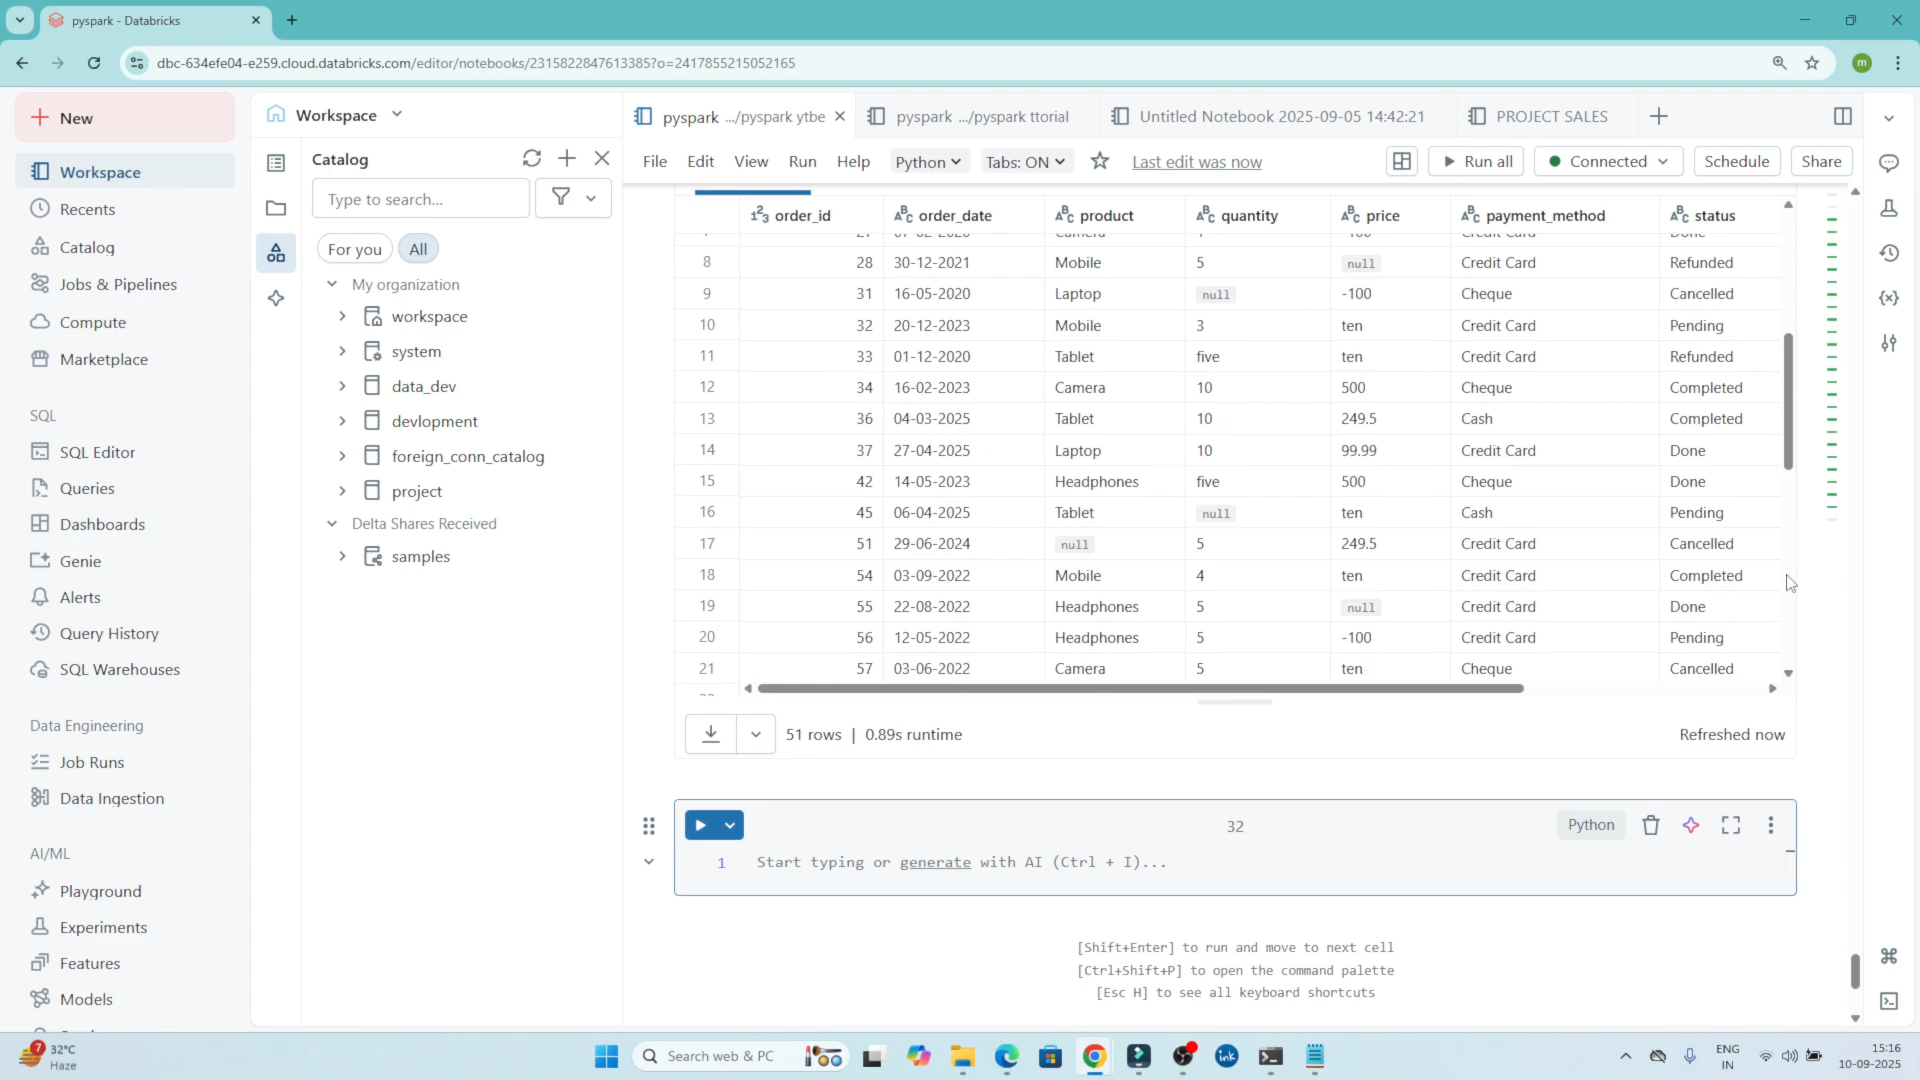 pyspark - Databricks
dbc-634efe04-e259.cloud.databricks.com/editor/notebooks/2315822847613385?o=2417855215052165
m
New
Workspace
Recents
Catalog
Jobs & Pipelines
Compute
Marketplace
SQL
SQL Editor
Queries
Dashboards
Genie
Alerts
Query History
SQL Warehouses
Data Engineering
Job Runs
Data Ingestion
AI/ML
Playground
Experiments
Features
Models
Workspace
Catalog
Type to search...
For you
All
My organization
workspace
system
data_dev
devlopment
foreign_conn_catalog
project
Delta Shares Received
samples
pyspark .../pyspark ytbe
pyspark .../pyspark ttorial
Untitled Notebook 2025-09-05 14:42:21
PROJECT SALES
File Edit View Run Help Python Tabs: ON Last edit was now
Run all Connected Schedule Share
order_id order_date product quantity price payment_method status
8 28 30-12-2021 Mobile 5 null Credit Card Refunded
9 31 16-05-2020 Laptop null -100 Cheque Cancelled
10 32 20-12-2023 Mobile 3 ten Credit Card Pending
11 33 01-12-2020 Tablet five ten Credit Card Refunded
12 34 16-02-2023 Camera 10 500 Cheque Completed
13 36 04-03-2025 Tablet 10 249.5 Cash Completed
14 37 27-04-2025 Laptop 10 99.99 Credit Card Done
15 42 14-05-2023 Headphones five 500 Cheque Done
16 45 06-04-2025 Tablet null ten Cash Pending
17 51 29-06-2024 null 5 249.5 Credit Card Cancelled
18 54 03-09-2022 Mobile 4 ten Credit Card Completed
19 55 22-08-2022 Headphones 5 null Credit Card Done
20 56 12-05-2022 Headphones 5 -100 Credit Card Pending
21 57 03-06-2022 Camera 5 ten Cheque Cancelled
51 rows | 0.89s runtime
Refreshed now
32
Python
1 Start typing or generate with AI (Ctrl + I)...
[Shift+Enter] to run and move to next cell
[Ctrl+Shift+P] to open the command palette
[Esc H] to see all keyboard shortcuts
7
32°C
Haze
Search web & PC
ink
ENG
IN
15:16
10-09-2025